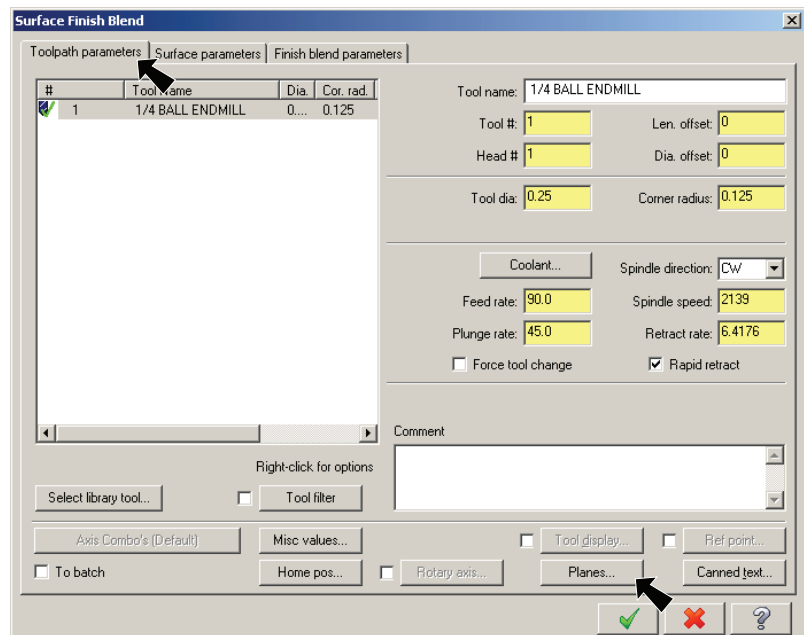 Surface Finish Blend
Toolpath parameters Surface parameters Finish blend parameters
# Tool Name Dia. Cor. rad.
1 1/4 BALL ENDMILL 0.... 0.125
Tool name: 1/4 BALL ENDMILL
Tool #: 1 Len. offset: 0
Head # 1 Dia. offset: 0
Tool dia: 0.25 Corner radius: 0.125
Coolant... Spindle direction: CW
Feed rate: 90.0 Spindle speed: 2139
Plunge rate: 45.0 Retract rate: 6.4176
Force tool change Rapid retract
Comment
Right-click for options
Select library tool... Tool filter
Axis Combo's (Default) Misc values... Tool display... Ref point...
To batch Home pos... Rotary axis... Planes... Canned text...